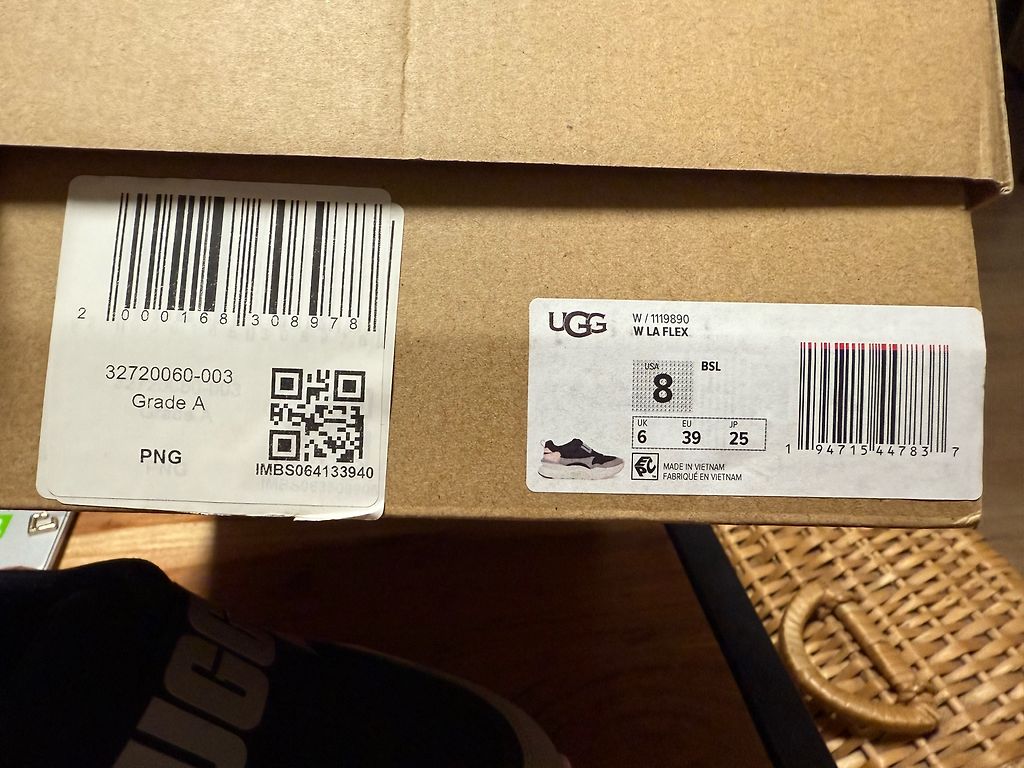 2 000168 308978
32720060-003
Grade A
PNG
IMBS064133940
UGG
W / 1119890
W LA FLEX
USA
8
BSL
UK EU JP
6 39 25
MADE IN VIETNAM
FABRIQUÉ EN VIETNAM
1 94715 44783 7
UGG